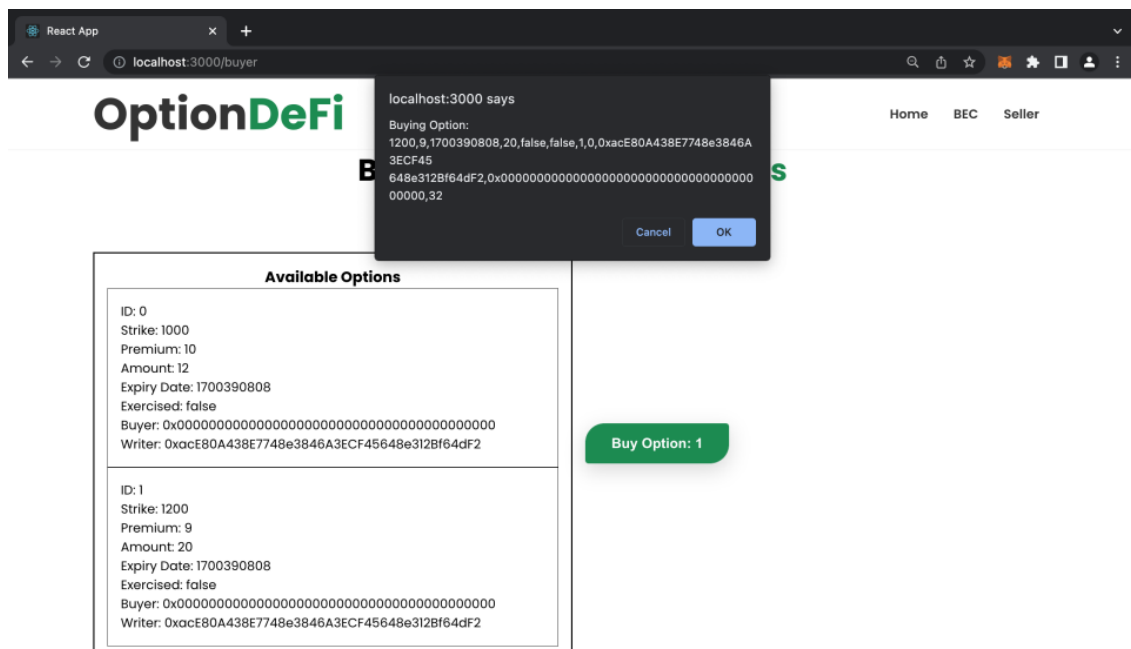 React App
localhost:3000/buyer
OptionDeFi
Home BEC Seller
localhost:3000 says
Buying Option:
1200,9,1700390808,20,false,false,1,0,0xacE80A438E7748e3846A
3ECF45
648e312Bf64dF2,0x00000000000000000000000000000000000
00000,32
Cancel OK
B s
Available Options
ID: 0
Strike: 1000
Premium: 10
Amount: 12
Expiry Date: 1700390808
Exercised: false
Buyer: 0x0000000000000000000000000000000000000000
Writer: 0xacE80A438E7748e3846A3ECF45648e312Bf64dF2
Buy Option: 1
ID: 1
Strike: 1200
Premium: 9
Amount: 20
Expiry Date: 1700390808
Exercised: false
Buyer: 0x0000000000000000000000000000000000000000
Writer: 0xacE80A438E7748e3846A3ECF45648e312Bf64dF2